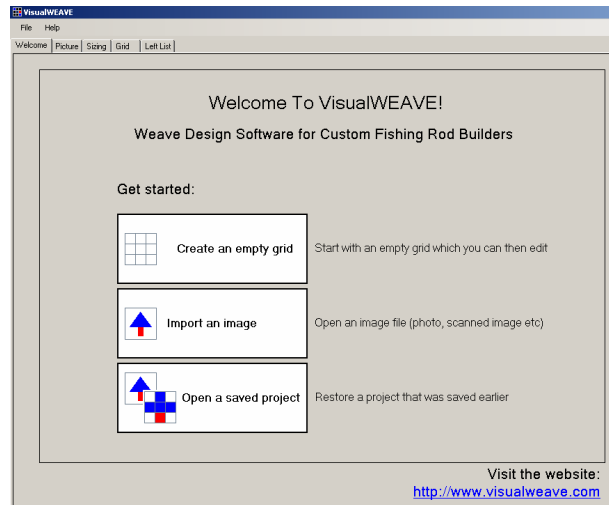 VisualWEAVE
File Help
Welcome Picture Sizing Grid Left List
Welcome To VisualWEAVE!
Weave Design Software for Custom Fishing Rod Builders
Get started:
Create an empty grid Start with an empty grid which you can then edit
Import an image Open an image file (photo, scanned image etc)
Open a saved project Restore a project that was saved earlier
Visit the website:
http://www.visualweave.com